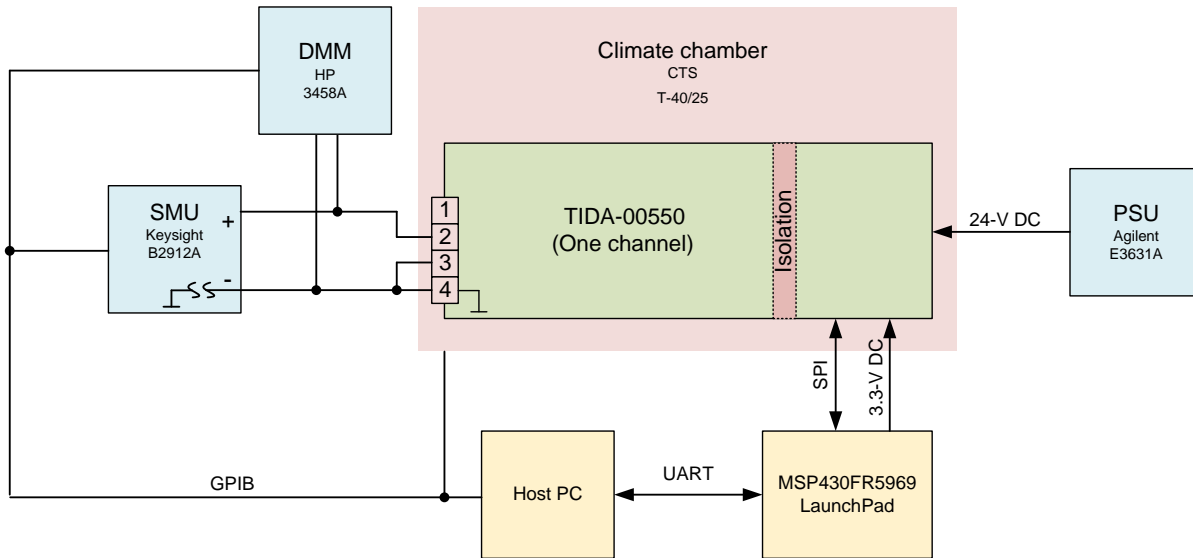 DMM
HP
3458A
Climate chamber
CTS
T-40/25
SMU
Keysight
B2912A
+
-
1
2
3
4
TIDA-00550
(One channel)
Isolation
24-V DC
PSU
Agilent
E3631A
SPI
3.3-V DC
GPIB
Host PC
UART
MSP430FR5969
LaunchPad